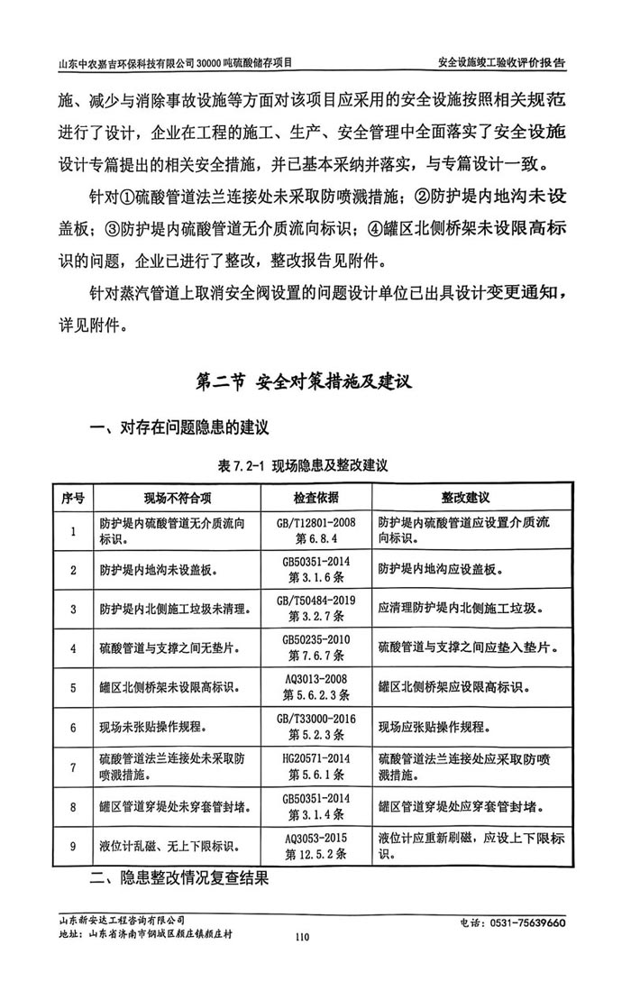 山东中农嘉吉环保科技有限公司30000吨硫酸储存项目 安全设施竣工验收评价报告
施、减少与消除事故设施等方面对该项目应采用的安全设施按照相关规范
进行了设计，企业在工程的施工、生产、安全管理中全面落实了安全设施
设计专篇提出的相关安全措施，并已基本采纳并落实，与专篇设计一致。
针对①硫酸管道法兰连接处未采取防喷溅措施；②防护堤内地沟未设
盖板；③防护堤内硫酸管道无介质流向标识；④罐区北侧桥架未设限高标
识的问题，企业已进行了整改，整改报告见附件。
针对蒸汽管道上取消安全阀设置的问题设计单位已出具设计变更通知，
详见附件。
第二节 安全对策措施及建议
一、对存在问题隐患的建议
表7.2-1 现场隐患及整改建议
序号 现场不符合项 检查依据 整改建议
1 防护堤内硫酸管道无介质流向
标识。 GB/T12801-2008
第6.8.4 防护堤内硫酸管道应设置介质流
向标识。
2 防护堤内地沟未设盖板。 GB50351-2014
第3.1.6条 防护堤内地沟应设盖板。
3 防护堤内北侧施工垃圾未清理。 GB/T50484-2019
第3.2.7条 应清理防护堤内北侧施工垃圾。
4 硫酸管道与支撑之间无垫片。 GB50235-2010
第7.6.7条 硫酸管道与支撑之间应垫入垫片。
5 罐区北侧桥架未设限高标识。 AQ3013-2008
第5.6.2.3条 罐区北侧桥架应设限高标识。
6 现场未张贴操作规程。 GB/T33000-2016
第5.2.3条 现场应张贴操作规程。
7 硫酸管道法兰连接处未采取防
喷溅措施。 HG20571-2014
第5.6.1条 硫酸管道法兰连接处应采取防喷
溅措施。
8 罐区管道穿堤处未穿套管封堵。 GB50351-2014
第3.1.4条 罐区管道穿堤处应穿套管封堵。
9 液位计乱磁、无上下限标识。 AQ3053-2015
第12.5.2条 液位计应重新刷磁，应设上下限标
识。
二、隐患整改情况复查结果
山东新安达工程咨询有限公司 电话：0531-75639660
地址：山东省济南市钢城区颜庄镇颜庄村
110